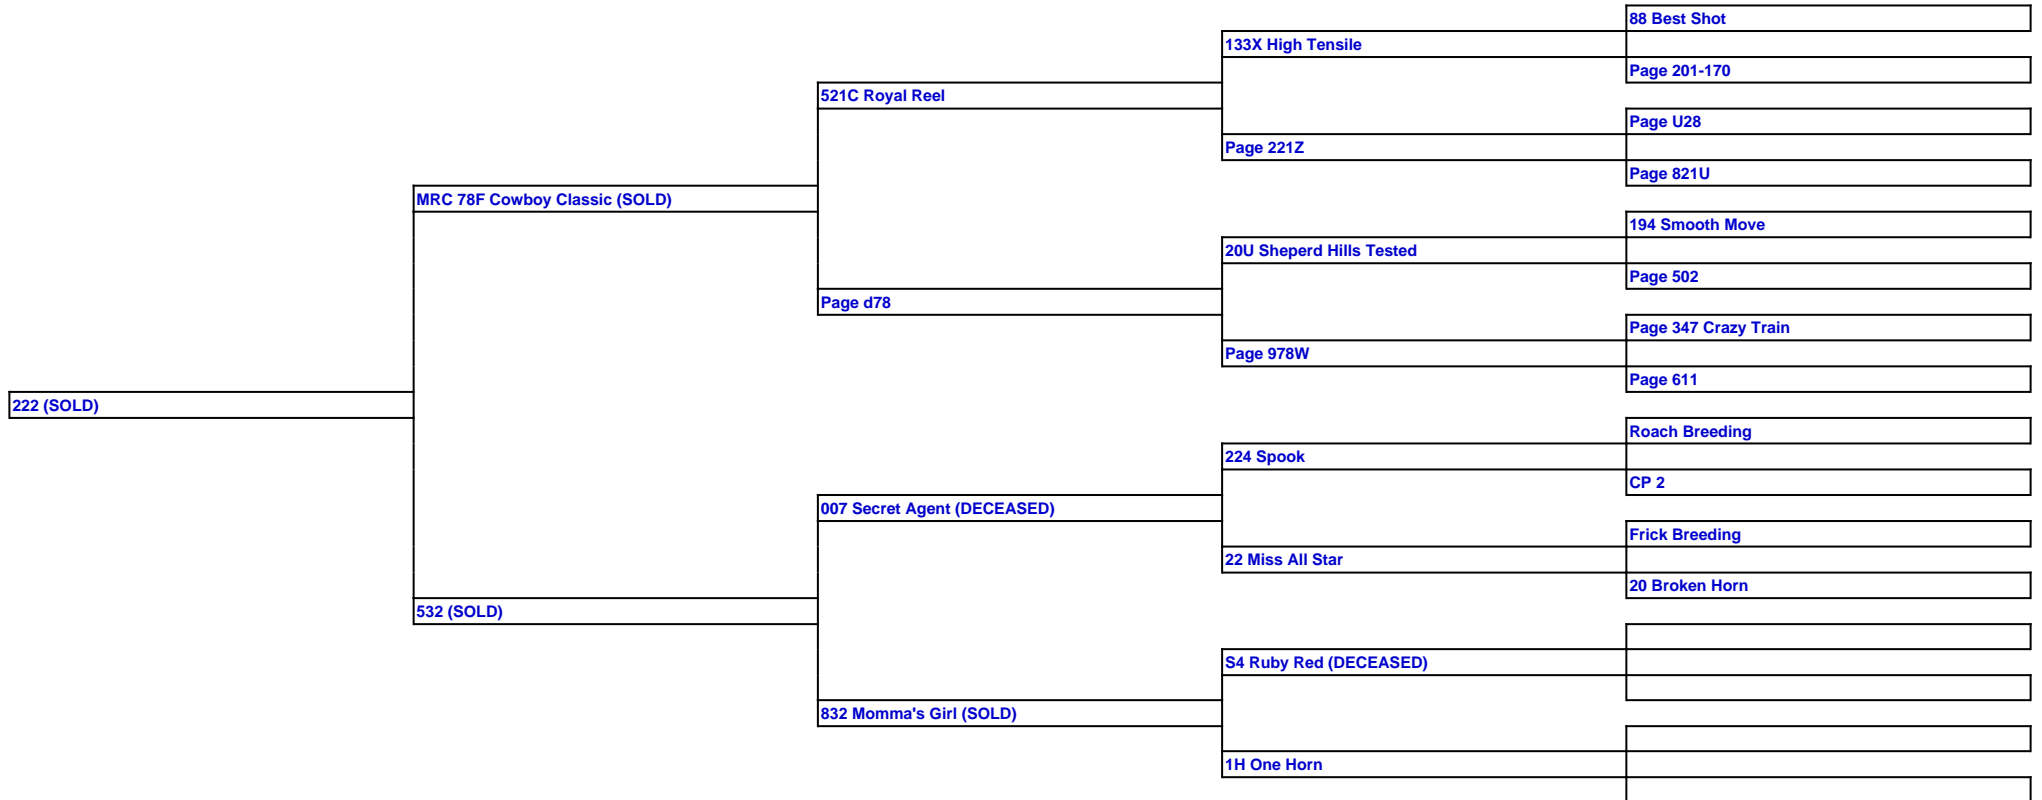 88 Best Shot
133X High Tensile
Page 201-170
521C Royal Reel
Page U28
Page 221Z
Page 821U
MRC 78F Cowboy Classic (SOLD)
194 Smooth Move
20U Sheperd Hills Tested
Page 502
Page d78
Page 347 Crazy Train
Page 978W
Page 611
222 (SOLD)
Roach Breeding
224 Spook
CP 2
007 Secret Agent (DECEASED)
Frick Breeding
22 Miss All Star
20 Broken Horn
532 (SOLD)
S4 Ruby Red (DECEASED)
832 Momma's Girl (SOLD)
1H One Horn